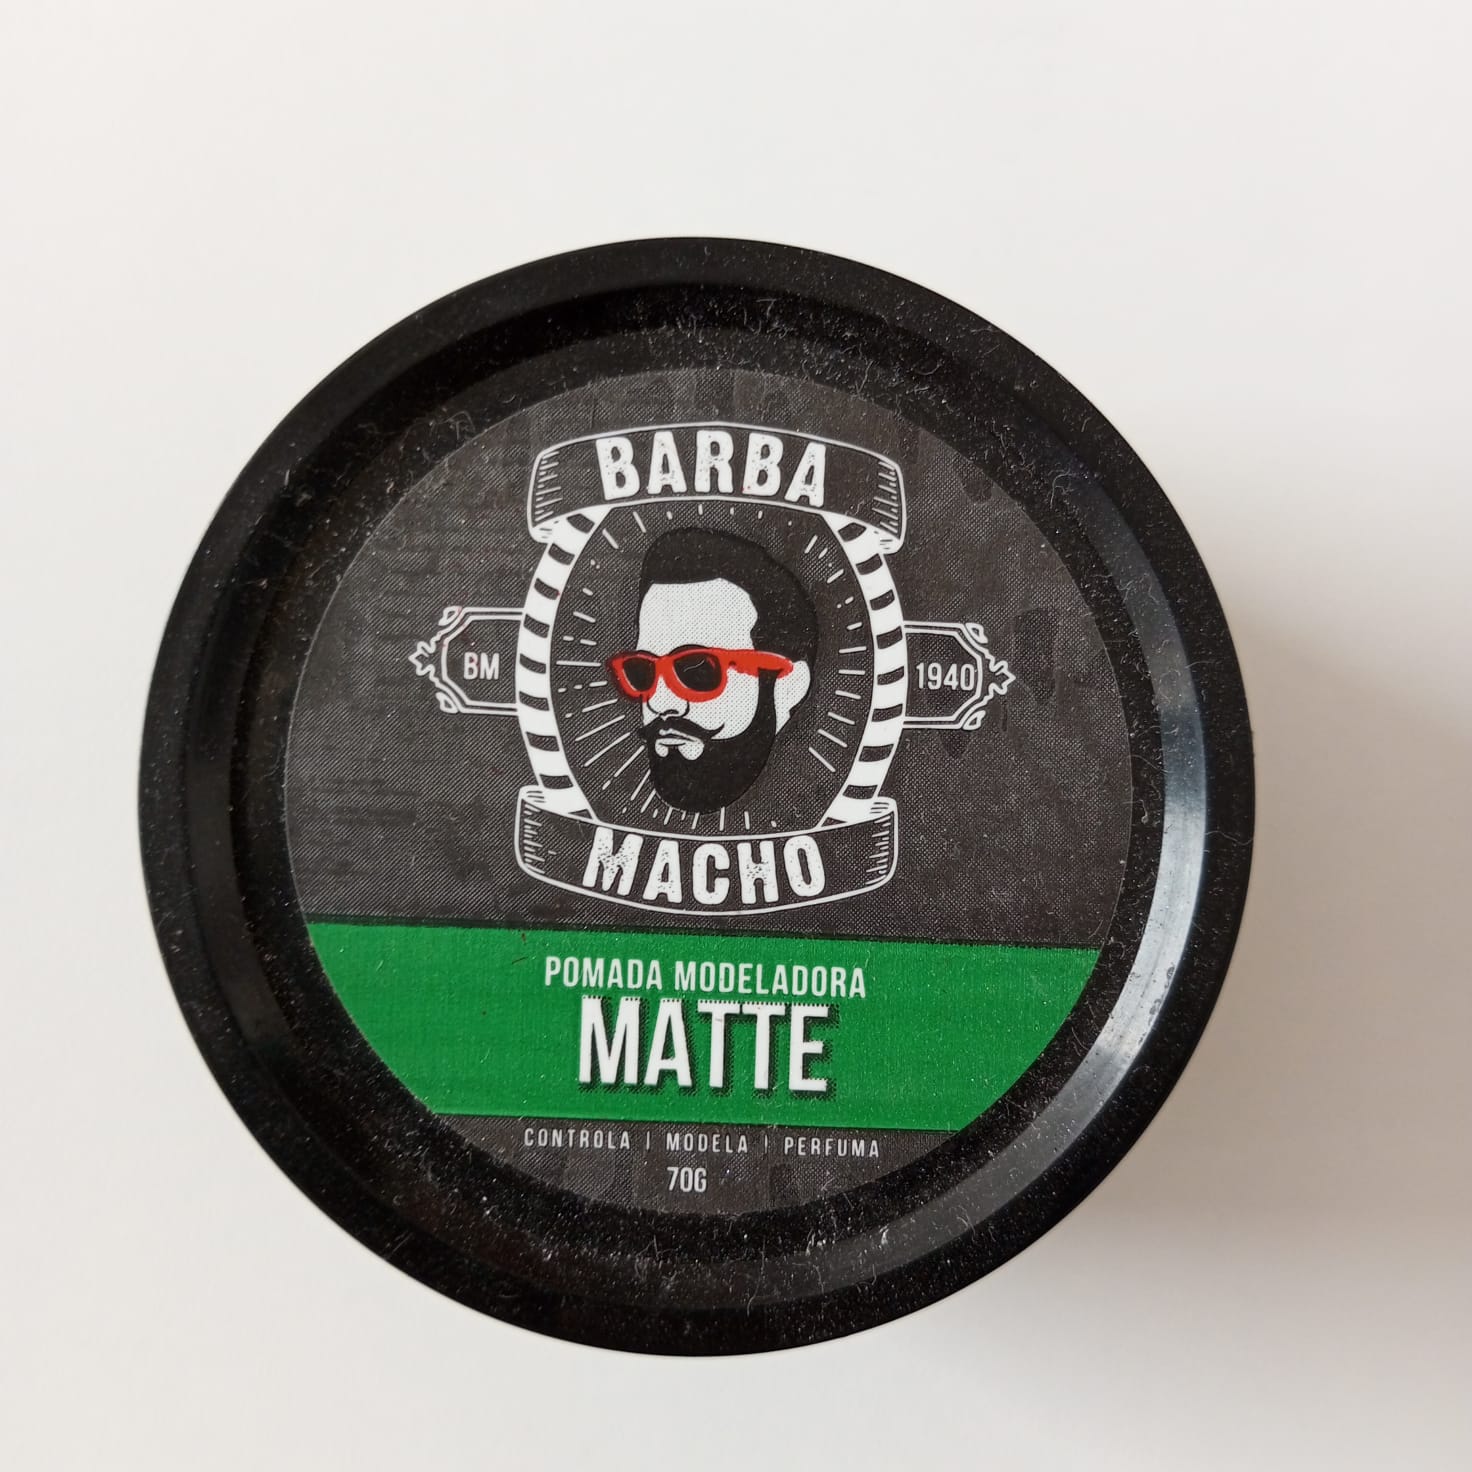 BARBA
BM
1940
MACHO
POMADA MODELADORA
MATTE
CONTROLA | MODELA | PERFUMA
70G